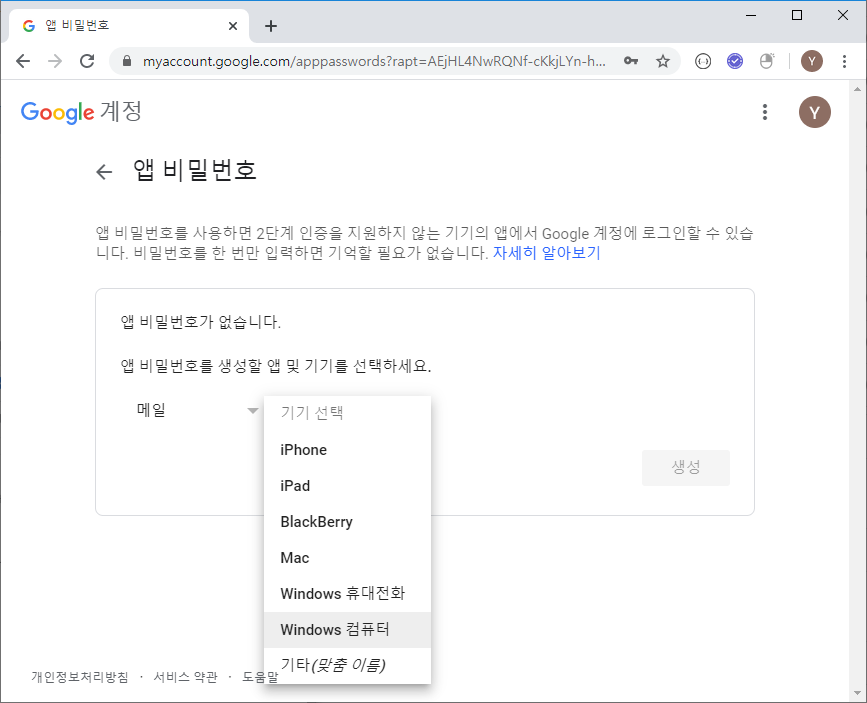 앱 비밀번호
myaccount.google.com/apppasswords?rapt=AEjHL4NwRQNf-cKkjLYn-h...
Y
Google 계정
Y
앱 비밀번호
앱 비밀번호를 사용하면 2단계 인증을 지원하지 않는 기기의 앱에서 Google 계정에 로그인할 수 있습
니다. 비밀번호를 한 번만 입력하면 기억할 필요가 없습니다. 자세히 알아보기
앱 비밀번호가 없습니다.
앱 비밀번호를 생성할 앱 및 기기를 선택하세요.
메일
기기 선택
iPhone
iPad
BlackBerry
Mac
Windows 휴대전화
Windows 컴퓨터
기타(맞춤 이름)
생성
개인정보처리방침 · 서비스 약관 · 도움말